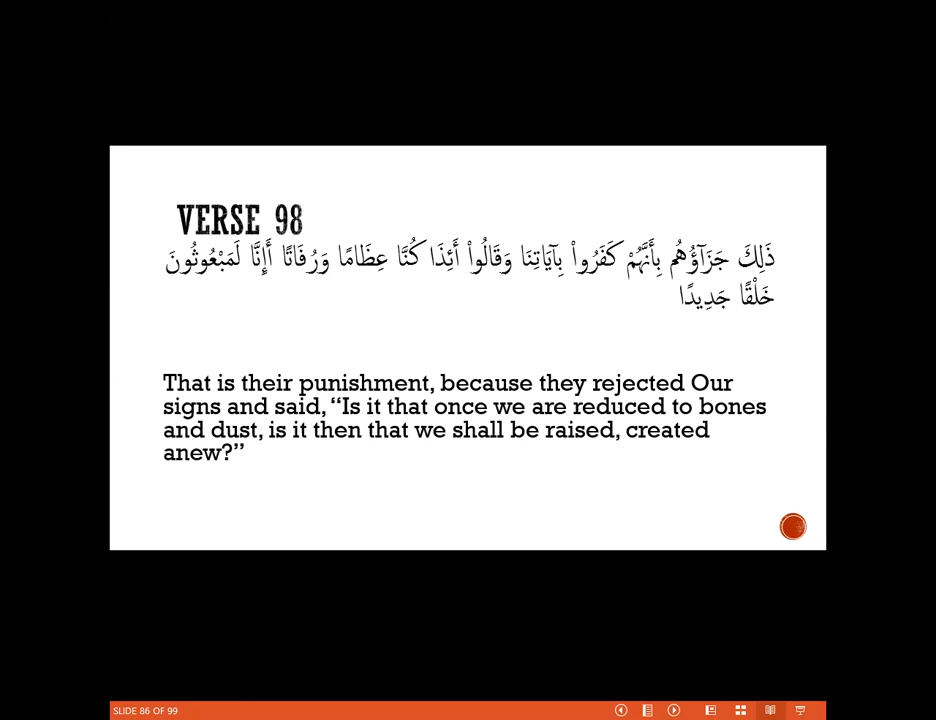 VERSE 98
ذَلِكَ جَزَآؤُهُم بِأَنَّهُمْ كَفَرُواْ بِآيَاتِنَا وَقَالُواْ أَئِذَا كُنَّا عِظَامًا وَرُفَاتًا أَإِنَّا لَمَبْعُوثُونَ
خَلْقًا جَدِيدًا
That is their punishment, because they rejected Our
signs and said, “Is it that once we are reduced to bones
and dust, is it then that we shall be raised, created
anew?”
SLIDE 86 OF 99